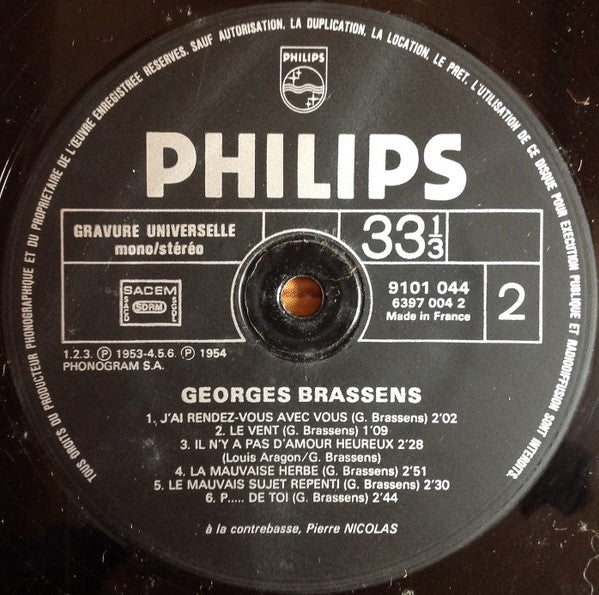 TOUS DROITS DU PRODUCTEUR PHONOGRAPHIQUE ET DU PROPRIETAIRE DE L'ŒUVRE ENREGISTREE RESERVES. SAUF AUTORISATION, LA DUPLICATION, LA LOCATION, LE PRET, L'UTILISATION DE CE DISQUE POUR EXECUTION PUBLIQUE ET RADIODIFFUSION SONT INTERDITS
PHILIPS
PHILIPS
GRAVURE UNIVERSELLE
mono/stéréo
33 1/3
SACEM
SACD SDRM SGDL
9101 044
6397 004 2
Made in France
2
1.2.3. Ⓟ 1953-4.5.6. Ⓟ 1954
PHONOGRAM S.A.
GEORGES BRASSENS
1. J'AI RENDEZ-VOUS AVEC VOUS (G. Brassens) 2'02
2. LE VENT (G. Brassens) 1'09
3. IL N'Y A PAS D'AMOUR HEUREUX 2'28
(Louis Aragon/G. Brassens)
4. LA MAUVAISE HERBE (G. Brassens) 2'51
5. LE MAUVAIS SUJET REPENTI (G. Brassens) 2'30
6. P..... DE TOI (G. Brassens) 2'44
à la contrebasse, Pierre NICOLAS